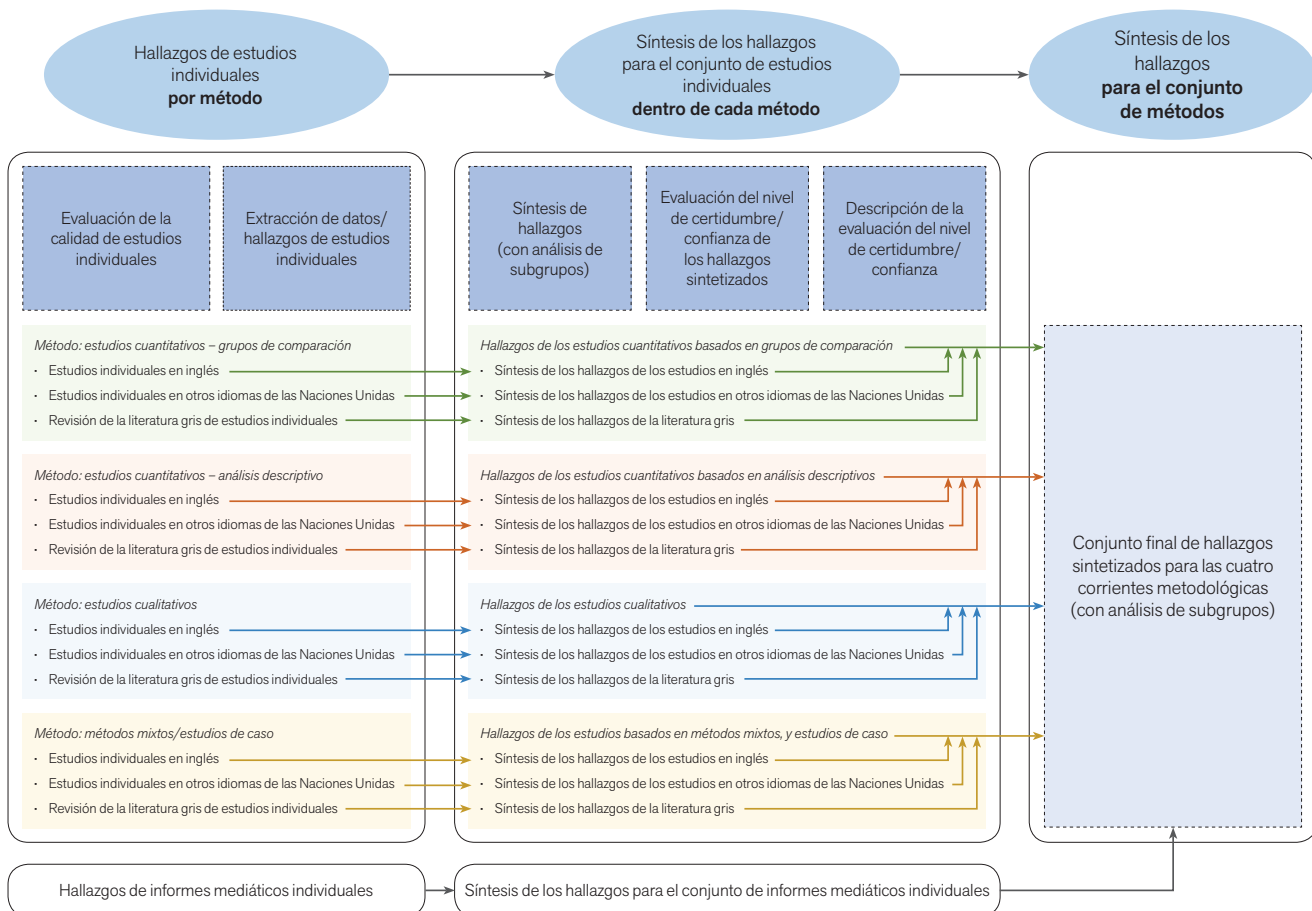 Hallazgos de estudios
individuales
por método
Síntesis de los hallazgos
para el conjunto de estudios
individuales
dentro de cada método
Síntesis de los
hallazgos
para el conjunto
de métodos
Evaluación de la
calidad de estudios
individuales
Extracción de datos/
hallazgos de estudios
individuales
Síntesis de
hallazgos
(con análisis de
subgrupos)
Evaluación del nivel
de certidumbre/
confianza de
los hallazgos
sintetizados
Descripción de la
evaluación del nivel
de certidumbre/
confianza
Método: estudios cuantitativos – grupos de comparación
· Estudios individuales en inglés
· Estudios individuales en otros idiomas de las Naciones Unidas
· Revisión de la literatura gris de estudios individuales
Hallazgos de los estudios cuantitativos basados en grupos de comparación
· Síntesis de los hallazgos de los estudios en inglés
· Síntesis de los hallazgos de los estudios en otros idiomas de las Naciones Unidas
· Síntesis de los hallazgos de la literatura gris
Método: estudios cuantitativos – análisis descriptivo
· Estudios individuales en inglés
· Estudios individuales en otros idiomas de las Naciones Unidas
· Revisión de la literatura gris de estudios individuales
Hallazgos de los estudios cuantitativos basados en análisis descriptivos
· Síntesis de los hallazgos de los estudios en inglés
· Síntesis de los hallazgos de los estudios en otros idiomas de las Naciones Unidas
· Síntesis de los hallazgos de la literatura gris
Método: estudios cualitativos
· Estudios individuales en inglés
· Estudios individuales en otros idiomas de las Naciones Unidas
· Revisión de la literatura gris de estudios individuales
Hallazgos de los estudios cualitativos
· Síntesis de los hallazgos de los estudios en inglés
· Síntesis de los hallazgos de los estudios en otros idiomas de las Naciones Unidas
· Síntesis de los hallazgos de la literatura gris
Método: métodos mixtos/estudios de caso
· Estudios individuales en inglés
· Estudios individuales en otros idiomas de las Naciones Unidas
· Revisión de la literatura gris de estudios individuales
Hallazgos de los estudios basados en métodos mixtos, y estudios de caso
· Síntesis de los hallazgos de los estudios en inglés
· Síntesis de los hallazgos de los estudios en otros idiomas de las Naciones Unidas
· Síntesis de los hallazgos de la literatura gris
Conjunto final de hallazgos
sintetizados para las cuatro
corrientes metodológicas
(con análisis de subgrupos)
Hallazgos de informes mediáticos individuales
Síntesis de los hallazgos para el conjunto de informes mediáticos individuales